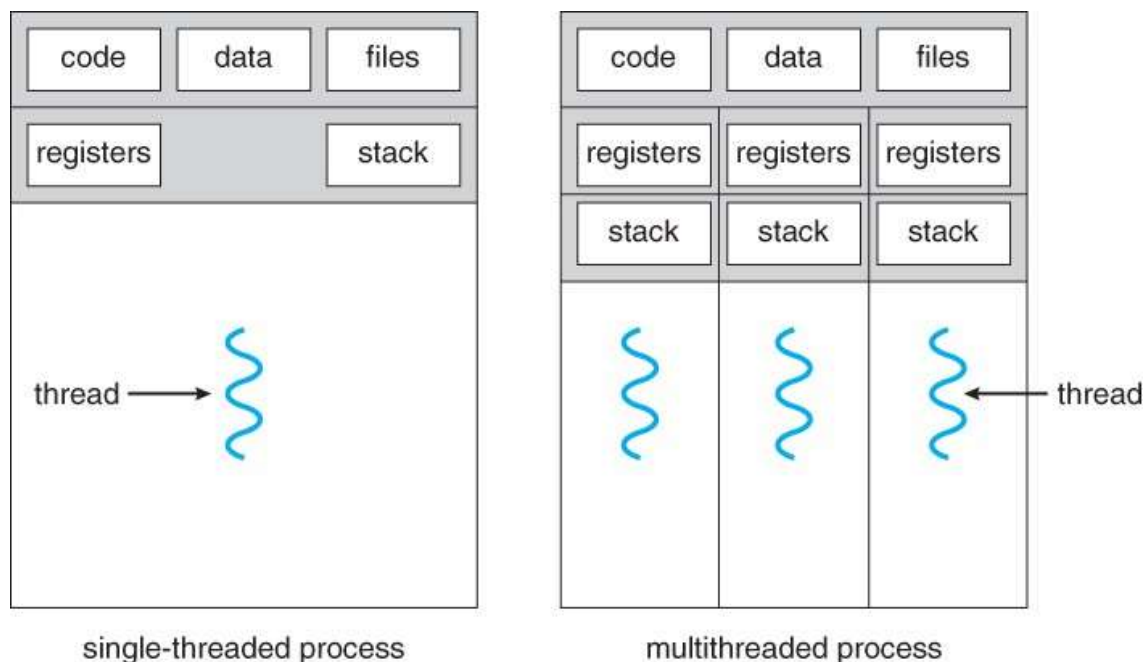 code data files code data files
registers stack registers registers registers
stack stack stack
thread thread
single-threaded process multithreaded process